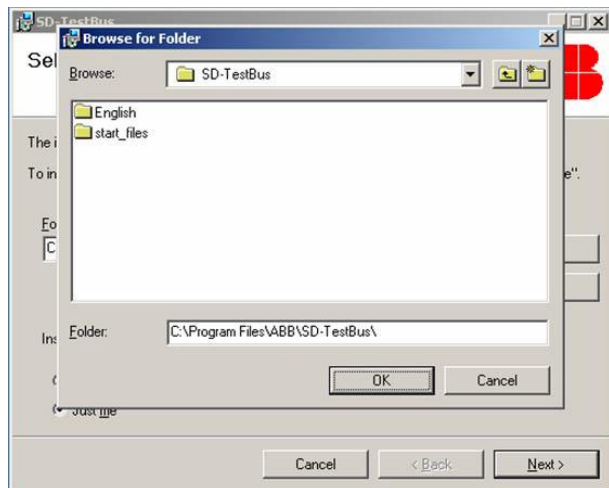 SD-TestBus
Browse for Folder
Sel
Browse:
SD-TestBus
English
start_files
The i
To in
e".
Fo
C
Folder:
C:\Program Files\ABB\SD-TestBus\
Ins
OK
Cancel
Just me
Cancel
< Back
Next >